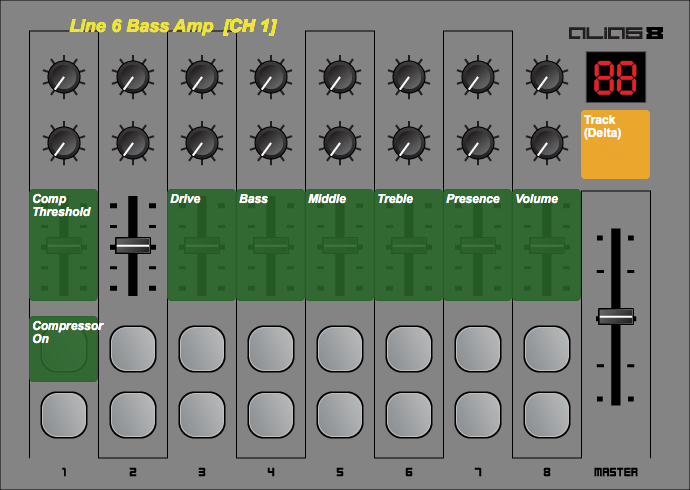 Line 6 Bass Amp [CH 1]
ALIAS 8
88
Track
(Delta)
Comp
Threshold
Drive
Bass
Middle
Treble
Presence
Volume
Compressor
On
1 2 3 4 5 6 7 8 MASTER